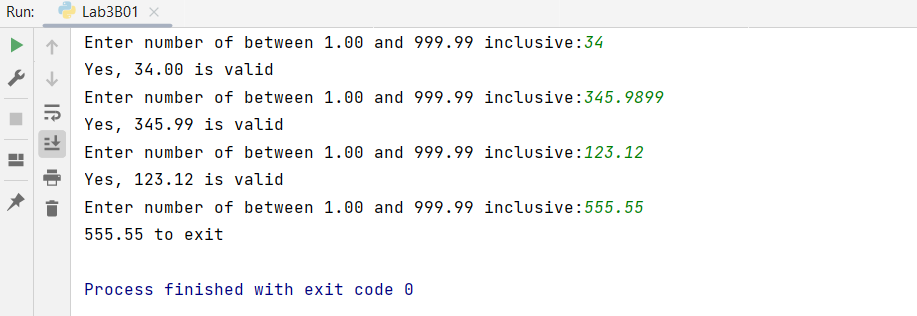 Run: Lab3B01
Enter number of between 1.00 and 999.99 inclusive:34
Yes, 34.00 is valid
Enter number of between 1.00 and 999.99 inclusive:345.9899
Yes, 345.99 is valid
Enter number of between 1.00 and 999.99 inclusive:123.12
Yes, 123.12 is valid
Enter number of between 1.00 and 999.99 inclusive:555.55
555.55 to exit
Process finished with exit code 0